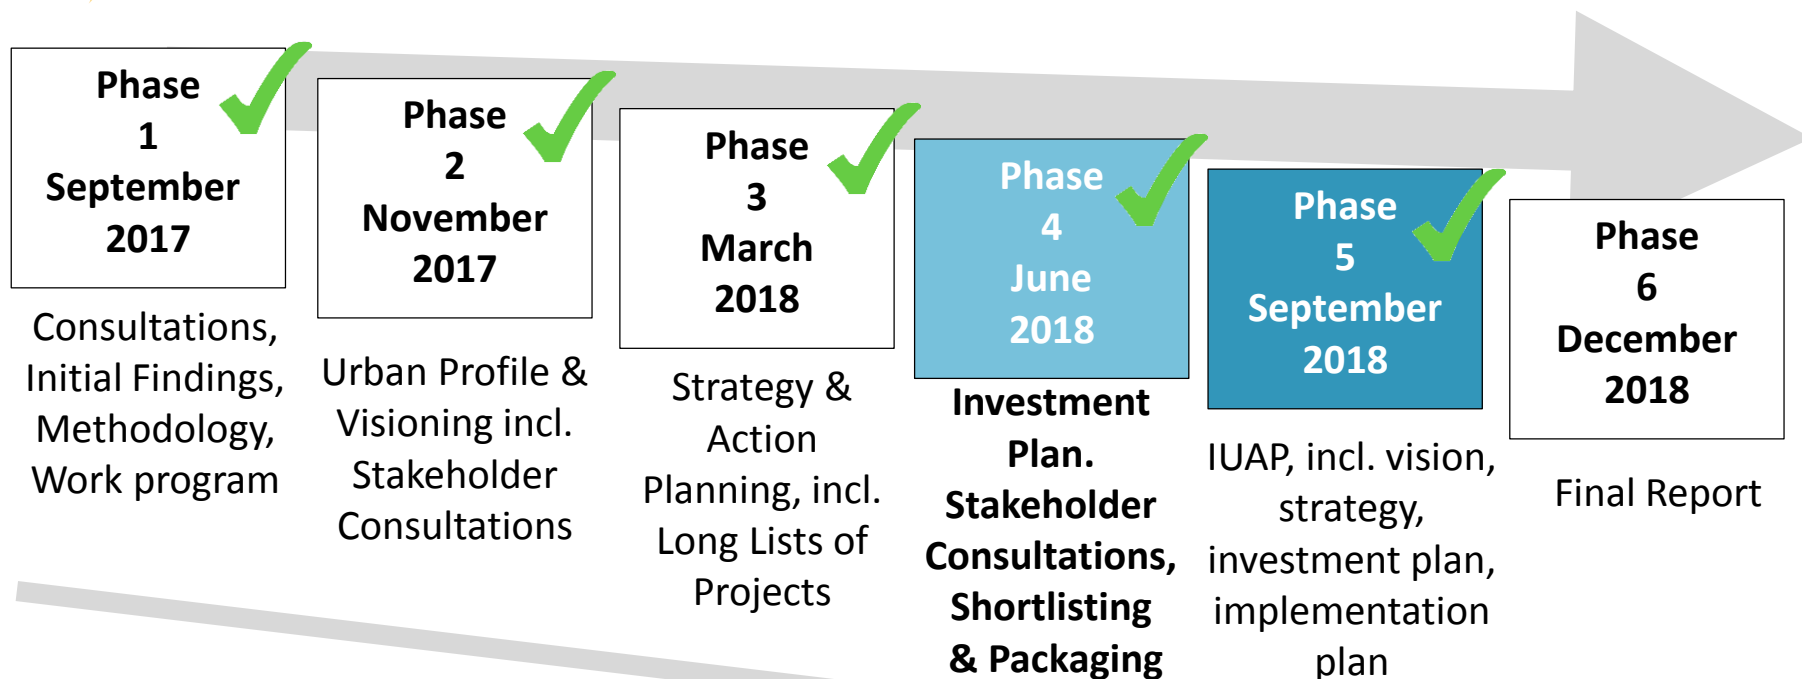 Phase
1
September
2017
Consultations,
Initial Findings,
Methodology,
Work program
Phase
2
November
2017
Urban Profile &
Visioning incl.
Stakeholder
Consultations
Phase
3
March
2018
Strategy &
Action
Planning, incl.
Long Lists of
Projects
Phase
4
June
2018
Investment
Plan.
Stakeholder
Consultations,
Shortlisting
& Packaging
Phase
5
September
2018
IUAP, incl. vision,
strategy,
investment plan,
implementation
plan
Phase
6
December
2018
Final Report